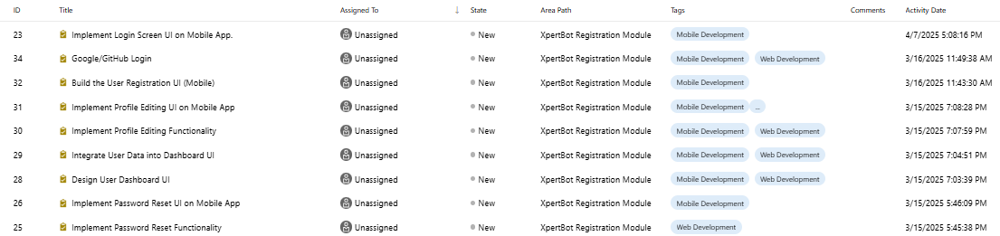 ID Title Assigned To ↓ State Area Path Tags Comments Activity Date
23 Implement Login Screen UI on Mobile App. Unassigned New XpertBot Registration Module Mobile Development 4/7/2025 5:08:16 PM
34 Google/GitHub Login Unassigned New XpertBot Registration Module Mobile Development Web Development 3/16/2025 11:49:38 AM
32 Build the User Registration UI (Mobile) Unassigned New XpertBot Registration Module Mobile Development 3/16/2025 11:43:30 AM
31 Implement Profile Editing UI on Mobile App Unassigned New XpertBot Registration Module Mobile Development ... 3/15/2025 7:08:28 PM
30 Implement Profile Editing Functionality Unassigned New XpertBot Registration Module Mobile Development Web Development 3/15/2025 7:07:59 PM
29 Integrate User Data into Dashboard UI Unassigned New XpertBot Registration Module Mobile Development Web Development 3/15/2025 7:04:51 PM
28 Design User Dashboard UI Unassigned New XpertBot Registration Module Mobile Development Web Development 3/15/2025 7:03:39 PM
26 Implement Password Reset UI on Mobile App Unassigned New XpertBot Registration Module Mobile Development 3/15/2025 5:46:09 PM
25 Implement Password Reset Functionality Unassigned New XpertBot Registration Module Web Development 3/15/2025 5:45:38 PM